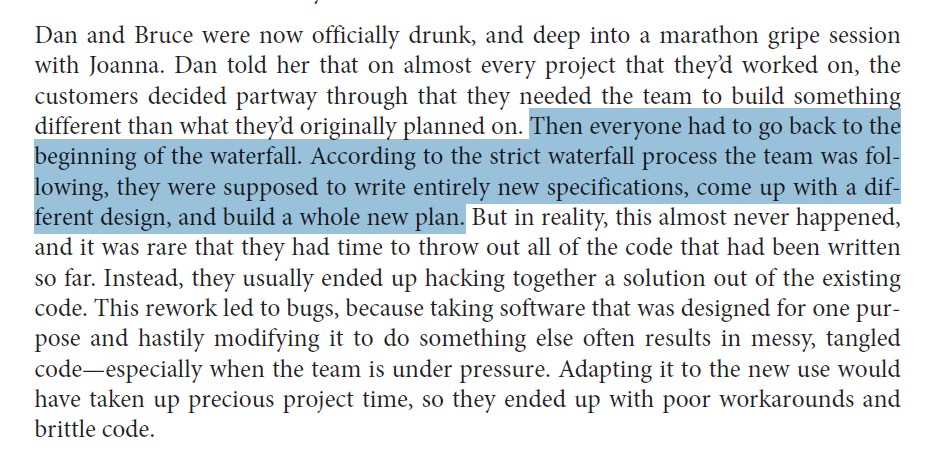 Dan and Bruce were now officially drunk, and deep into a marathon gripe session
with Joanna. Dan told her that on almost every project that they’d worked on, the
customers decided partway through that they needed the team to build something
different than what they’d originally planned on. Then everyone had to go back to the
beginning of the waterfall. According to the strict waterfall process the team was fol-
lowing, they were supposed to write entirely new specifications, come up with a dif-
ferent design, and build a whole new plan. But in reality, this almost never happened,
and it was rare that they had time to throw out all of the code that had been written
so far. Instead, they usually ended up hacking together a solution out of the existing
code. This rework led to bugs, because taking software that was designed for one pur-
pose and hastily modifying it to do something else often results in messy, tangled
code—especially when the team is under pressure. Adapting it to the new use would
have taken up precious project time, so they ended up with poor workarounds and
brittle code.